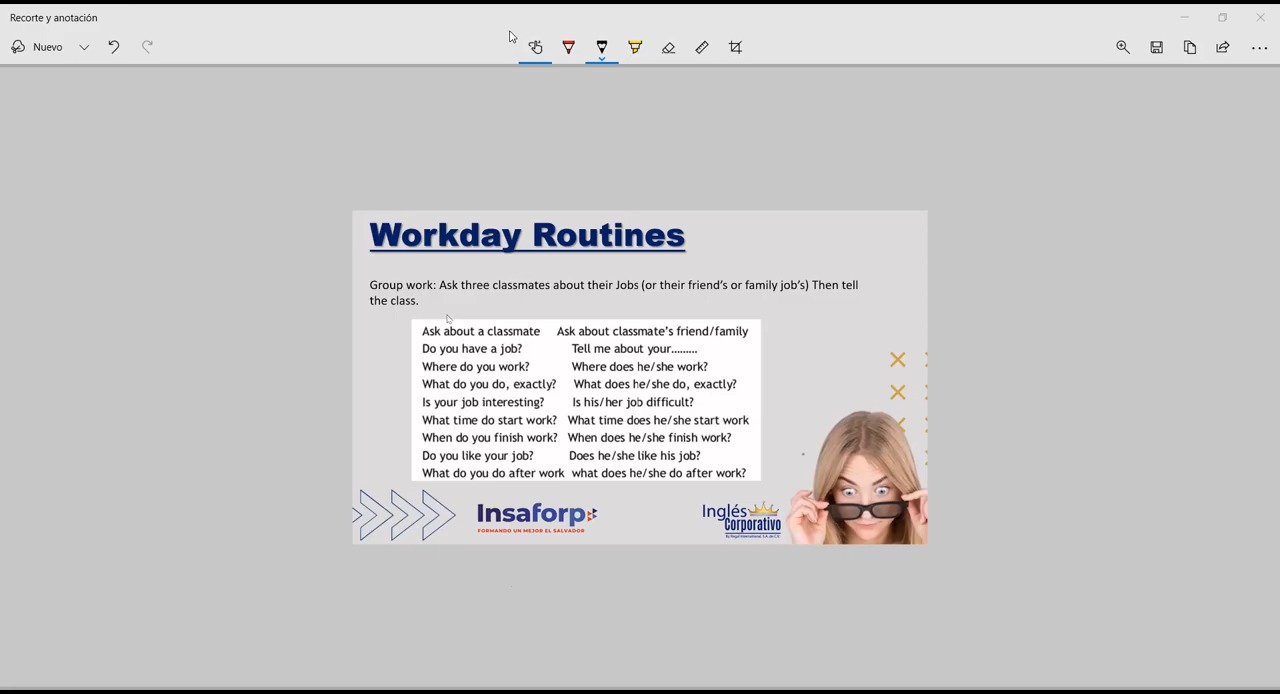 Recorte y anotación
Nuevo
Workday Routines
Group work: Ask three classmates about their Jobs (or their friend's or family job's) Then tell
the class.
Ask about a classmate Ask about classmate's friend/family
Do you have a job? Tell me about your.........
Where do you work? Where does he/she work?
What do you do, exactly? What does he/she do, exactly?
Is your job interesting? Is his/her job difficult?
What time do start work? What time does he/she start work
When do you finish work? When does he/she finish work?
Do you like your job? Does he/she like his job?
What do you do after work what does he/she do after work?
Insaforp
FORMANDO UN MEJOR EL SALVADOR
Inglés
Corporativo
By Regal International, S.A. de C.V.